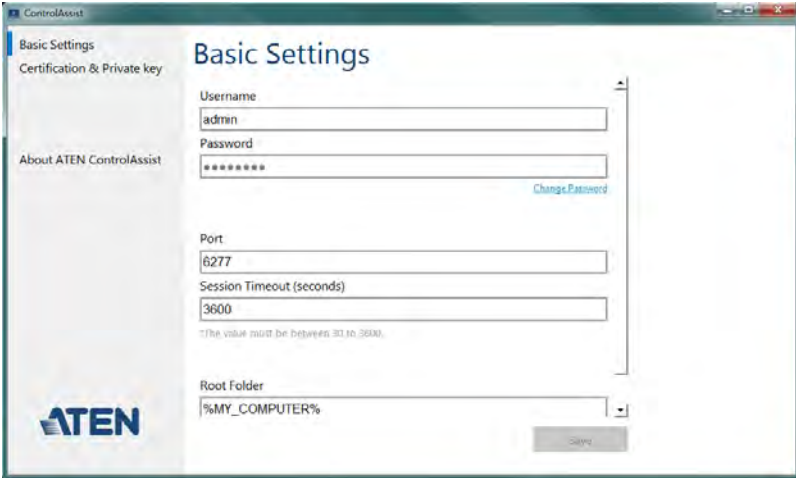 ControlAssist
Basic Settings
Certification & Private key
About ATEN ControlAssist
ATEN
Basic Settings
Username
admin
Password
••••••••
Change Password
Port
6277
Session Timeout (seconds)
3600
*The value must be between 30 to 3600.
Root Folder
%MY_COMPUTER%
Save